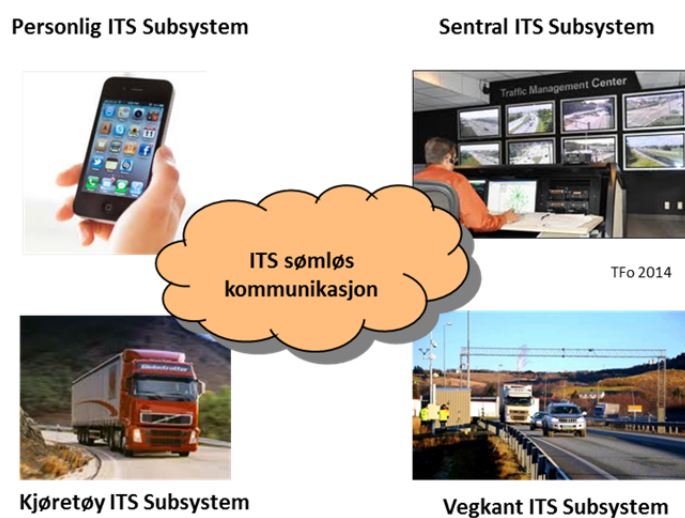 Personlig ITS Subsystem
Sentral ITS Subsystem
Traffic Management Center
ITS sømløs
kommunikasjon
TFo 2014
Globetrotter
Kjøretøy ITS Subsystem
Vegkant ITS Subsystem